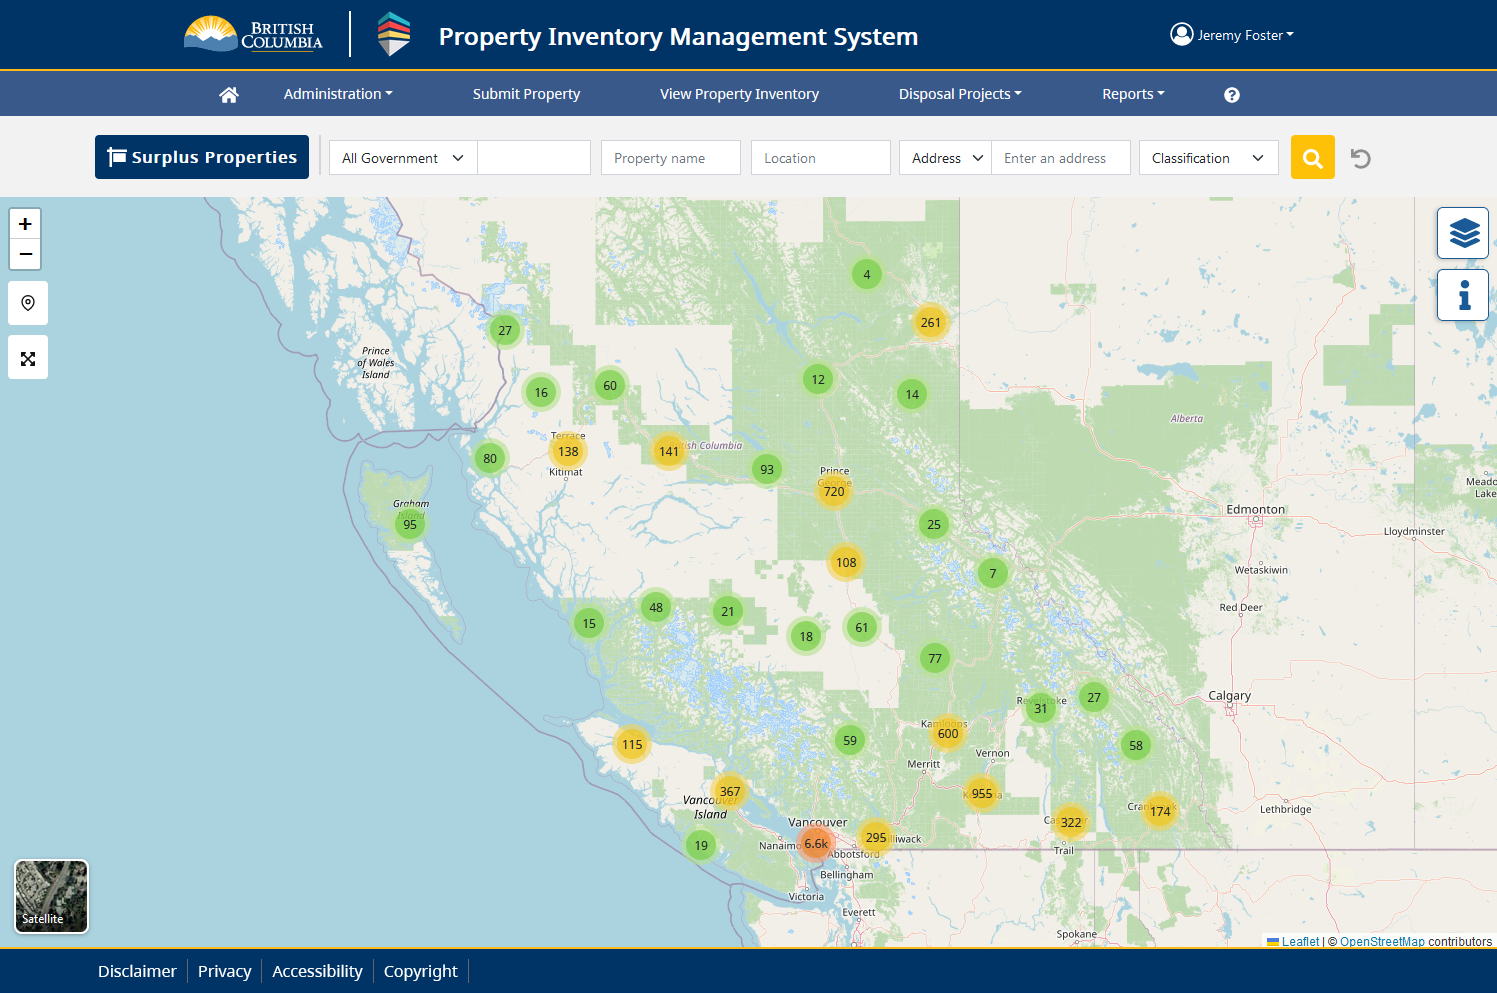 BRITISH
COLUMBIA
Property Inventory Management System
Jeremy Foster
Administration
Submit Property
View Property Inventory
Disposal Projects
Reports
Surplus Properties
All Government
Property name
Location
Address
Enter an address
Classification
+
−
4
261
27
Prince
of Wales
Island
12
60
16
14
Alberta
Terrace
138
141
British Columbia
80
93
Kitimat
Prince
George
720
Meado
Lake
Graham
Island
95
25
Edmonton
Lloydminster
108
7
Wetaskiwin
48
21
15
18
61
Red Deer
77
Revelstoke
31
27
Calgary
Kamloops
600
115
59
58
Vernon
Merritt
367
955
Vancouver
Island
Cranbrook
174
Lethbridge
322
Vancouver
295
Chilliwack
19
Nanaimo
6.6k
Abbotsford
Trail
Bellingham
Victoria
Everett
Spokane
Satellite
Leaflet | © OpenStreetMap contributors
Disclaimer
Privacy
Accessibility
Copyright